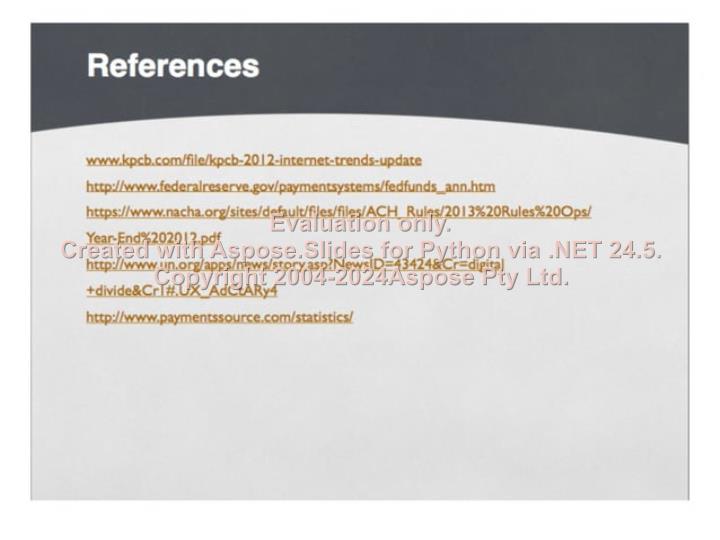 References
www.kpcb.com/file/kpcb-2012-internet-trends-update
http://www.federalreserve.gov/paymentsystems/fedfunds_ann.htm
https://www.nacha.org/sites/default/files/files/ACH_Rules/2013%20Rules%20Ops/
Evaluation only.
Year-End%202012.pdf
Created with Aspose.Slides for Python via .NET 24.5.
http://www.un.org/apps/news/story.asp?NewsID=43424&Cr=digital
Copyright 2004-2024Aspose Pty Ltd.
+divide&Cr1#.UX_AdCtARy4
http://www.paymentssource.com/statistics/